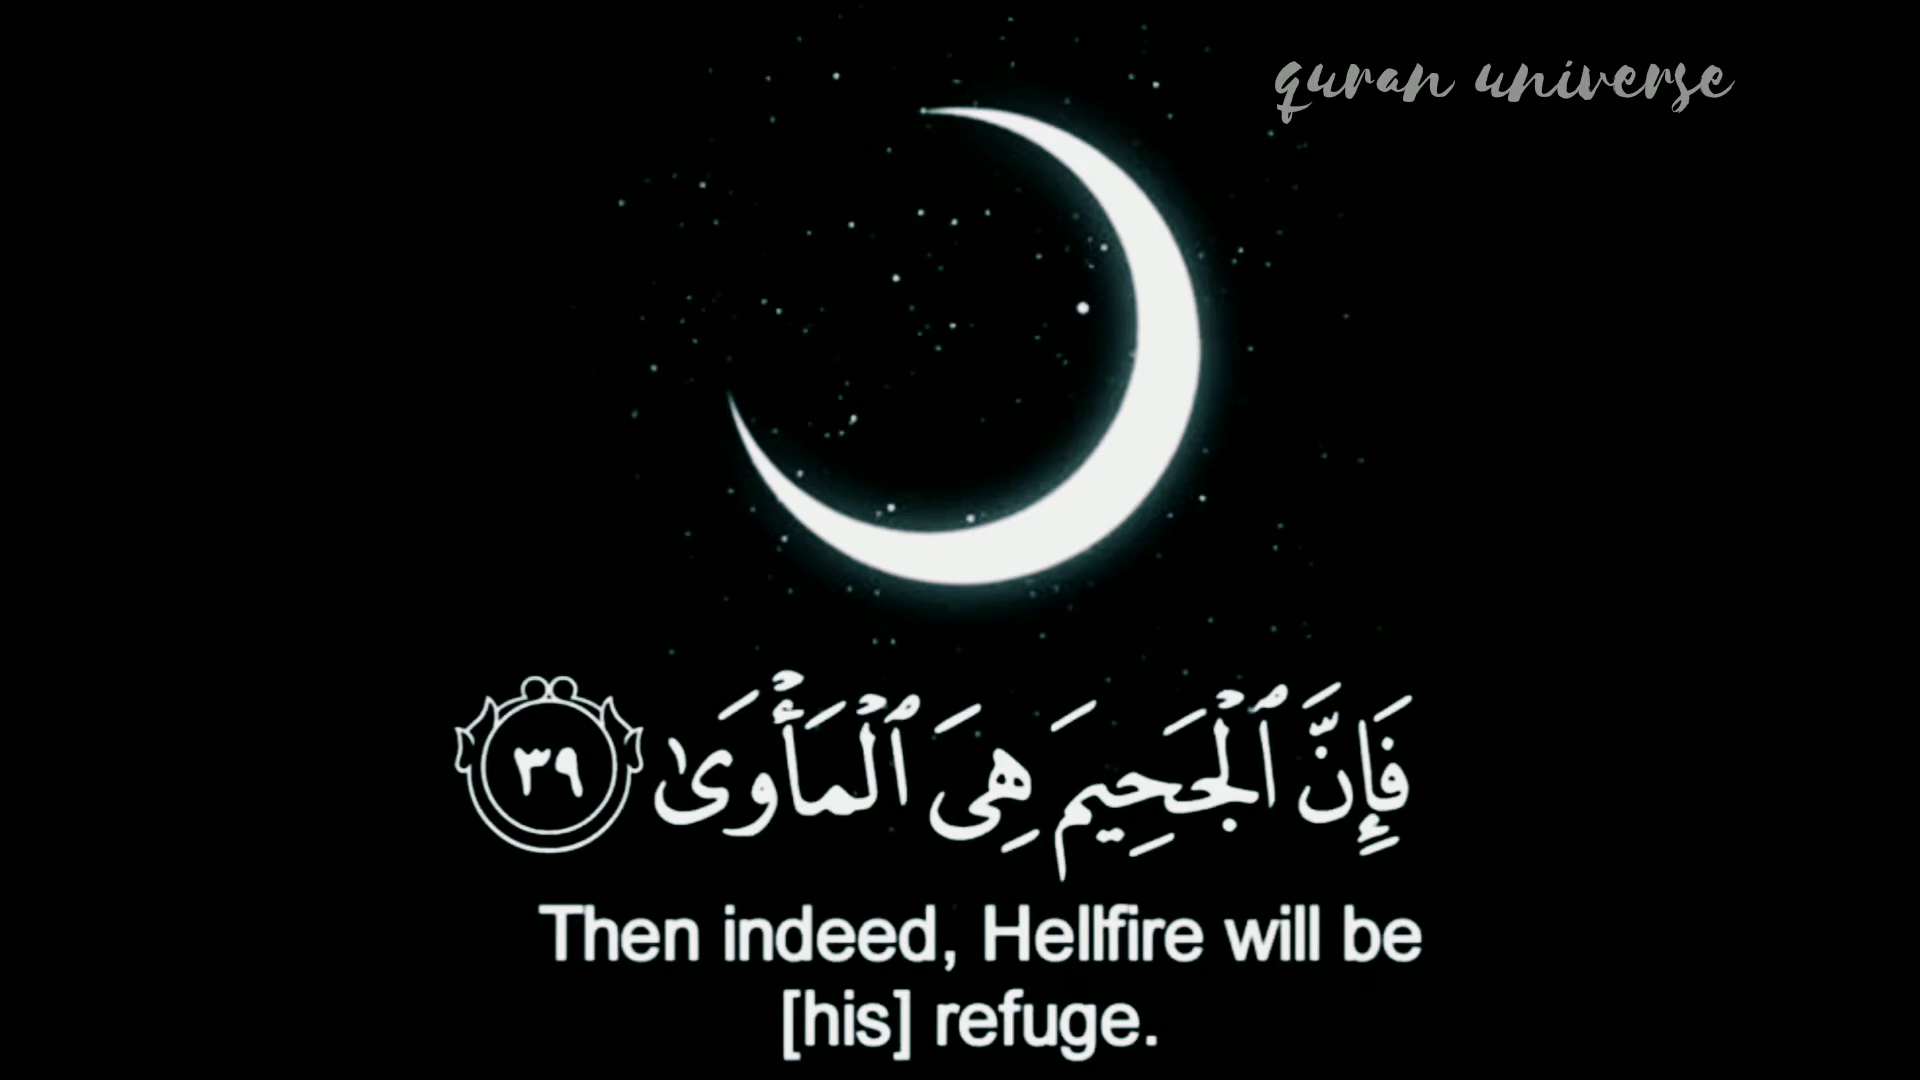 quran universe
فَإِنَّ ٱلْجَحِيمَ هِىَ ٱلْمَأْوَىٰ ٣٩
Then indeed, Hellfire will be
[his] refuge.